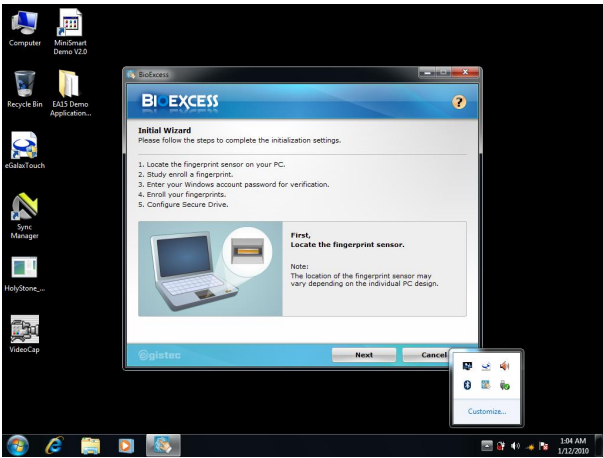 Computer
MiniSmart
Demo V2.0
Recycle Bin
EA15 Demo
Application...
eGalaxTouch
Sync
Manager
HolyStone_...
VideoCap
BioExcess
BIOEXCESS
?
Initial Wizard
Please follow the steps to complete the initialization settings.
1. Locate the fingerprint sensor on your PC.
2. Study enroll a fingerprint.
3. Enter your Windows account password for verification.
4. Enroll your fingerprints.
5. Configure Secure Drive.
First,
Locate the fingerprint sensor.
Note:
The location of the fingerprint sensor may
vary depending on the individual PC design.
egistec
Next
Cancel
Customize...
1:04 AM
1/12/2010